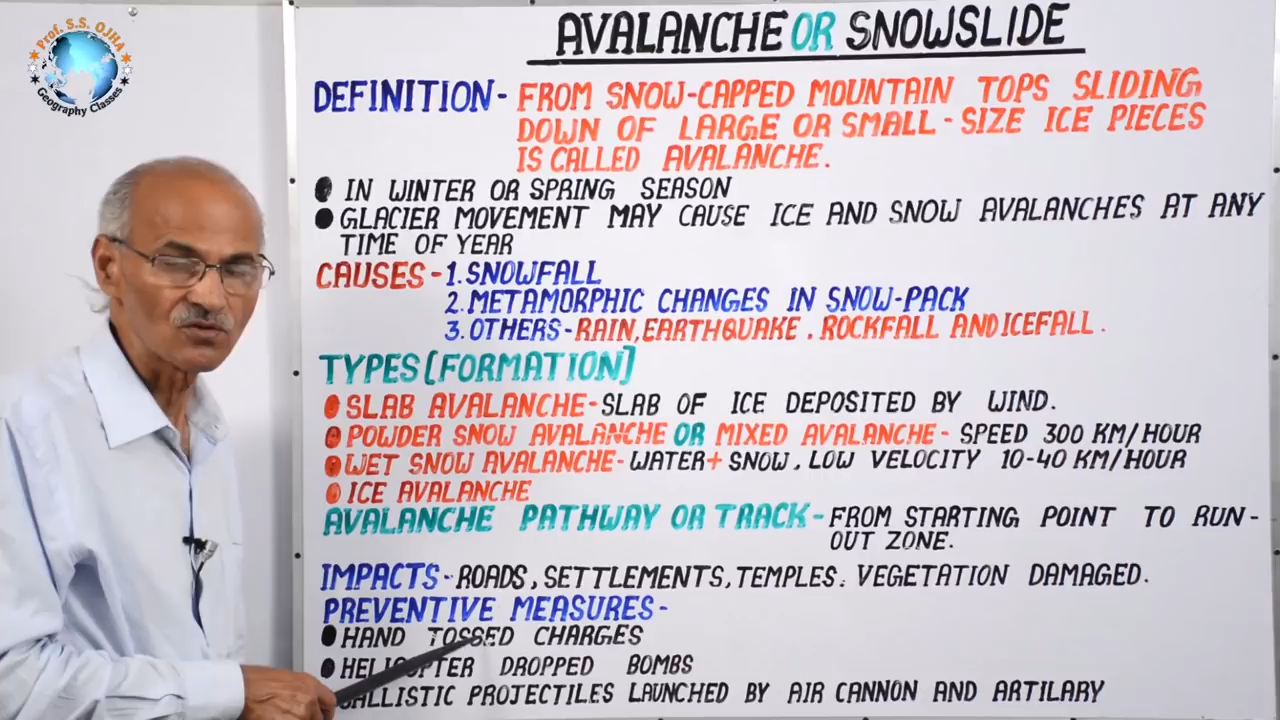 Prof. S.S. OJHA
Geography Classes
AVALANCHE OR SNOWSLIDE
DEFINITION- FROM SNOW-CAPPED MOUNTAIN TOPS SLIDING
DOWN OF LARGE OR SMALL-SIZE ICE PIECES
IS CALLED AVALANCHE.
● IN WINTER OR SPRING SEASON
● GLACIER MOVEMENT MAY CAUSE ICE AND SNOW AVALANCHES AT ANY
TIME OF YEAR
CAUSES- 1. SNOWFALL
2. METAMORPHIC CHANGES IN SNOW-PACK
3. OTHERS- RAIN, EARTHQUAKE. ROCKFALL AND ICEFALL.
TYPES [FORMATION]
● SLAB AVALANCHE- SLAB OF ICE DEPOSITED BY WIND.
● POWDER SNOW AVALANCHE OR MIXED AVALANCHE- SPEED 300 KM/HOUR
● WET SNOW AVALANCHE- WATER+ SNOW, LOW VELOCITY 10-40 KM/HOUR
● ICE AVALANCHE
AVALANCHE PATHWAY OR TRACK- FROM STARTING POINT TO RUN-
OUT ZONE.
IMPACTS- ROADS, SETTLEMENTS, TEMPLES. VEGETATION DAMAGED.
PREVENTIVE MEASURES-
● HAND TOSSED CHARGES
● HELICOPTER DROPPED BOMBS
BALLISTIC PROJECTILES LAUNCHED BY AIR CANNON AND ARTILARY